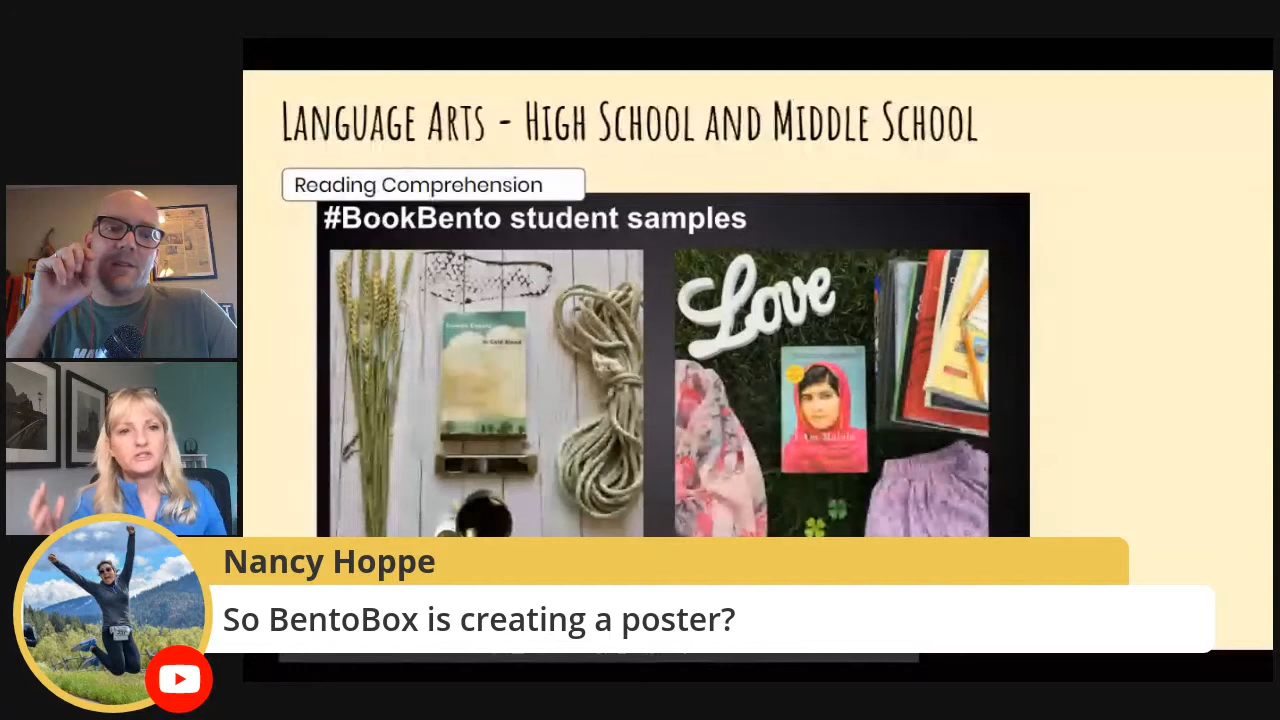 LANGUAGE ARTS - HIGH SCHOOL AND MIDDLE SCHOOL
Reading Comprehension
#BookBento student samples
Love
In Cold Blood
I Am Malala
Nancy Hoppe
So BentoBox is creating a poster?